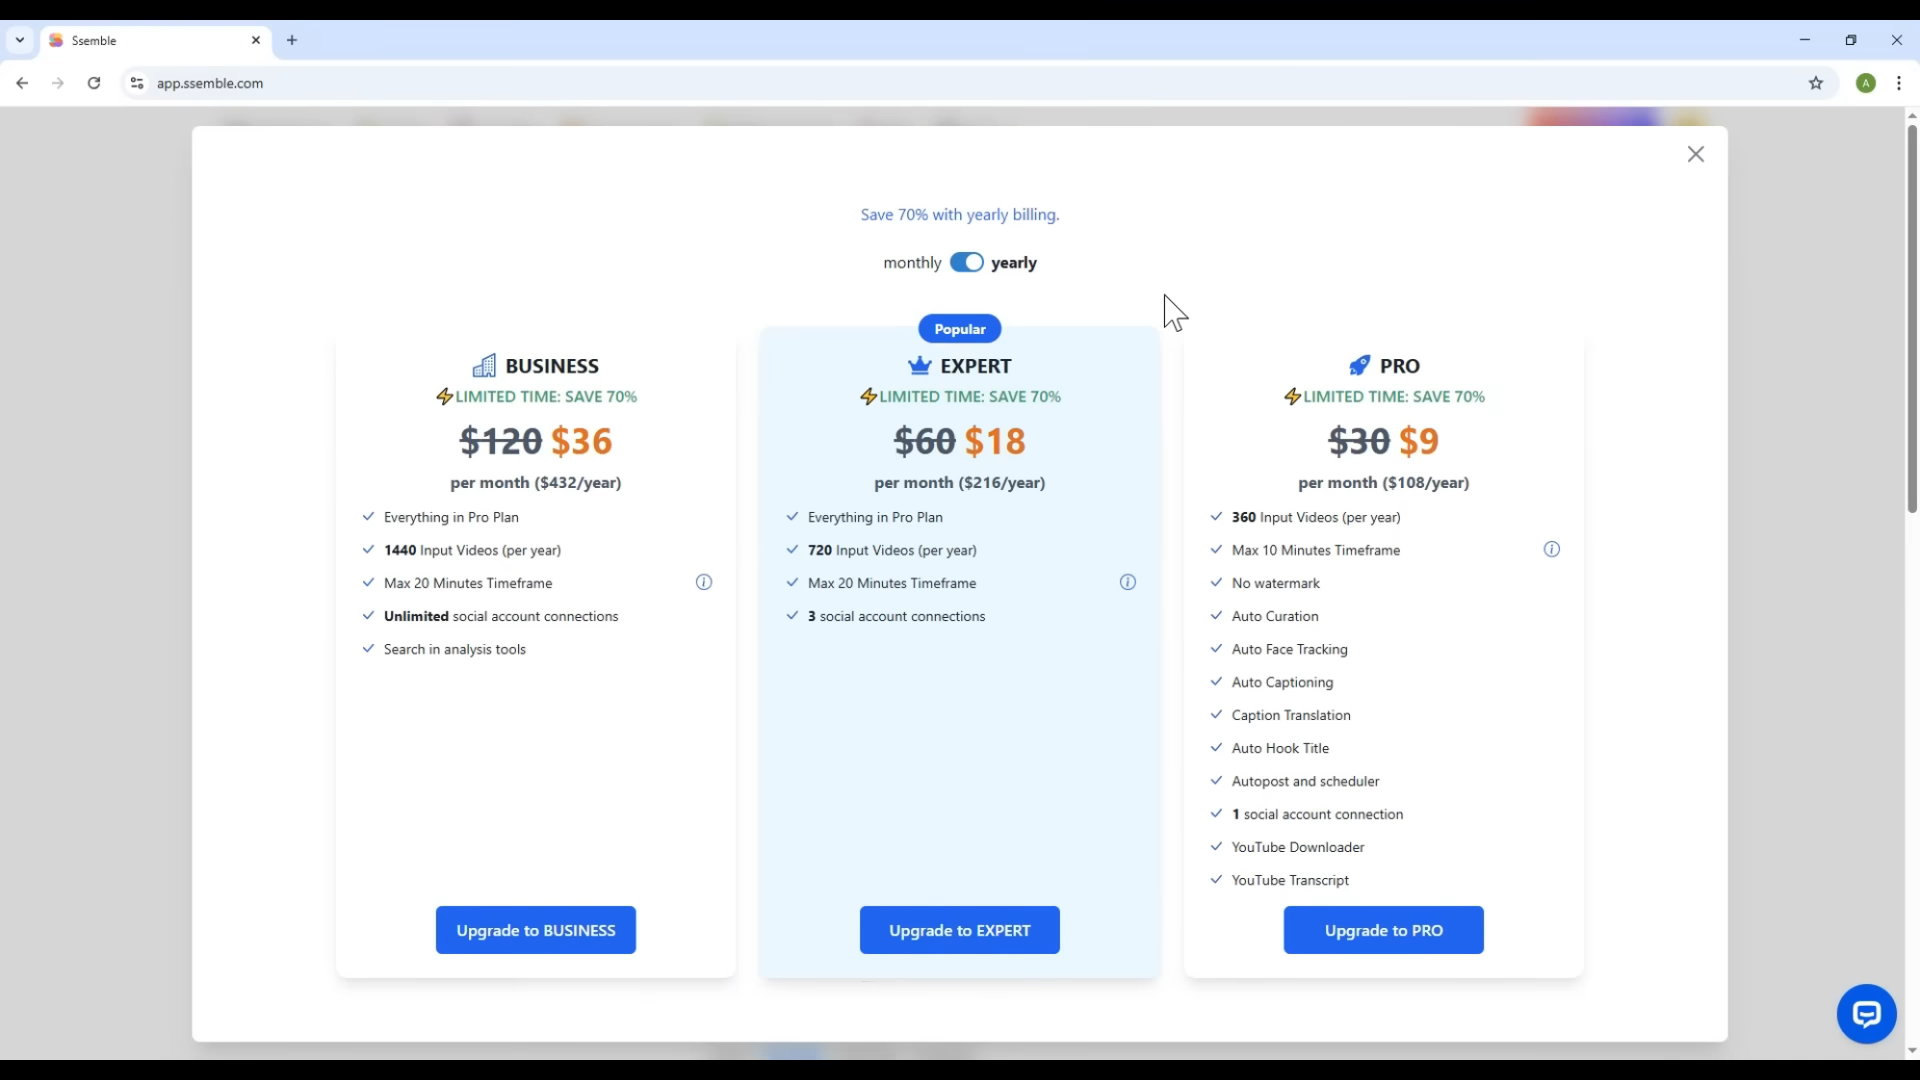 Ssemble
app.ssemble.com
Save 70% with yearly billing.
monthly yearly
BUSINESS
⚡LIMITED TIME: SAVE 70%
$120 $36
per month ($432/year)
Everything in Pro Plan
1440 Input Videos (per year)
Max 20 Minutes Timeframe
Unlimited social account connections
Search in analysis tools
Upgrade to BUSINESS
Popular
EXPERT
⚡LIMITED TIME: SAVE 70%
$60 $18
per month ($216/year)
Everything in Pro Plan
720 Input Videos (per year)
Max 20 Minutes Timeframe
3 social account connections
Upgrade to EXPERT
PRO
⚡LIMITED TIME: SAVE 70%
$30 $9
per month ($108/year)
360 Input Videos (per year)
Max 10 Minutes Timeframe
No watermark
Auto Curation
Auto Face Tracking
Auto Captioning
Caption Translation
Auto Hook Title
Autopost and scheduler
1 social account connection
YouTube Downloader
YouTube Transcript
Upgrade to PRO
A